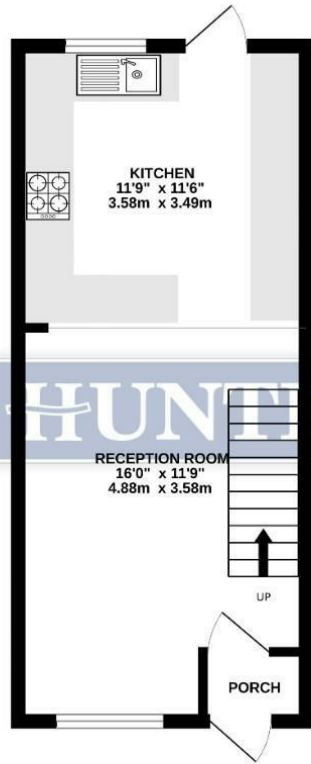 KITCHEN
11'9" x 11'6"
3.58m x 3.49m
HUNT
RECEPTION ROOM
16'0" x 11'9"
4.88m x 3.58m
UP
PORCH